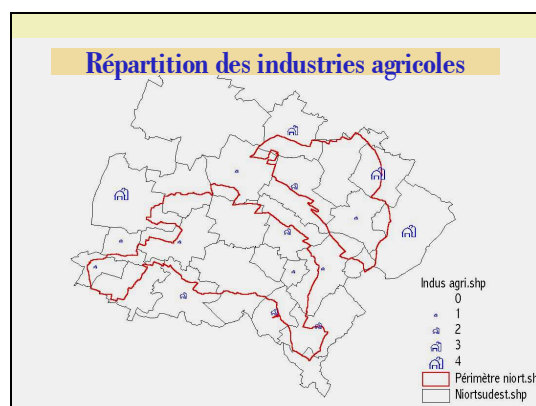 Répartition des industries agricoles
Indus agri.shp
0
1
2
3
4
Périmètre niort.sh
Niortsudest.shp